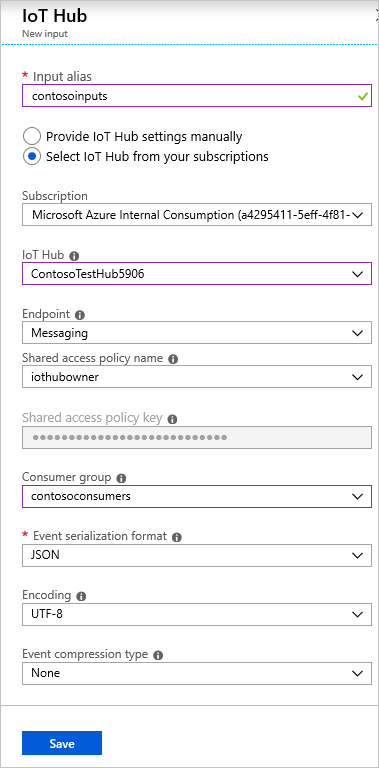 IoT Hub
New input
* Input alias
contosoinputs
Provide IoT Hub settings manually
Select IoT Hub from your subscriptions
Subscription
Microsoft Azure Internal Consumption (a4295411-5eff-4f81-
IoT Hub
ContosoTestHub5906
Endpoint
Messaging
Shared access policy name
iothubowner
Shared access policy key
Consumer group
contosoconsumers
* Event serialization format
JSON
Encoding
UTF-8
Event compression type
None
Save